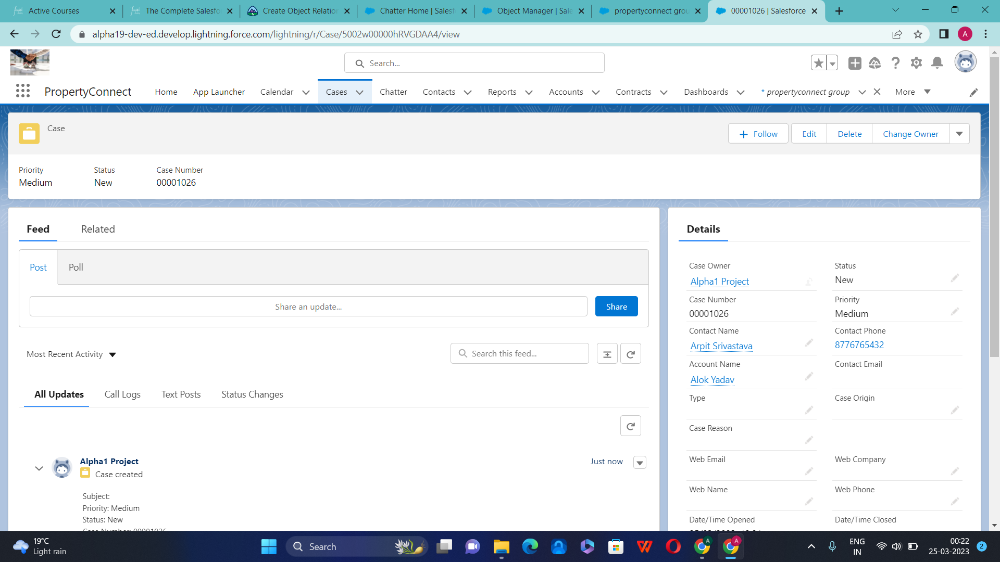 Active Courses
The Complete Salesfo
Create Object Relation
Chatter Home | Salesf
Object Manager | Sale
propertyconnect grou
00001026 | Salesforce
alpha19-dev-ed.develop.lightning.force.com/lightning/r/Case/5002w00000hRVGDAA4/view
A
Search...
PropertyConnect
Home
App Launcher
Calendar
Cases
Chatter
Contacts
Reports
Accounts
Contracts
Dashboards
* propertyconnect group
More
Case
Follow
Edit
Delete
Change Owner
Priority
Medium
Status
New
Case Number
00001026
Feed
Related
Post
Poll
Share an update...
Share
Most Recent Activity
Search this feed...
All Updates
Call Logs
Text Posts
Status Changes
Alpha1 Project
Case created
Just now
Subject:
Priority: Medium
Status: New
Case Number: 00001026
Details
Case Owner
Alpha1 Project
Status
New
Case Number
00001026
Priority
Medium
Contact Name
Arpit Srivastava
Contact Phone
8776765432
Account Name
Alok Yadav
Contact Email
Type
Case Origin
Case Reason
Web Email
Web Company
Web Name
Web Phone
Date/Time Opened
Date/Time Closed
19°C
Light rain
Search
A
A
ENG
IN
00:22
25-03-2023
2